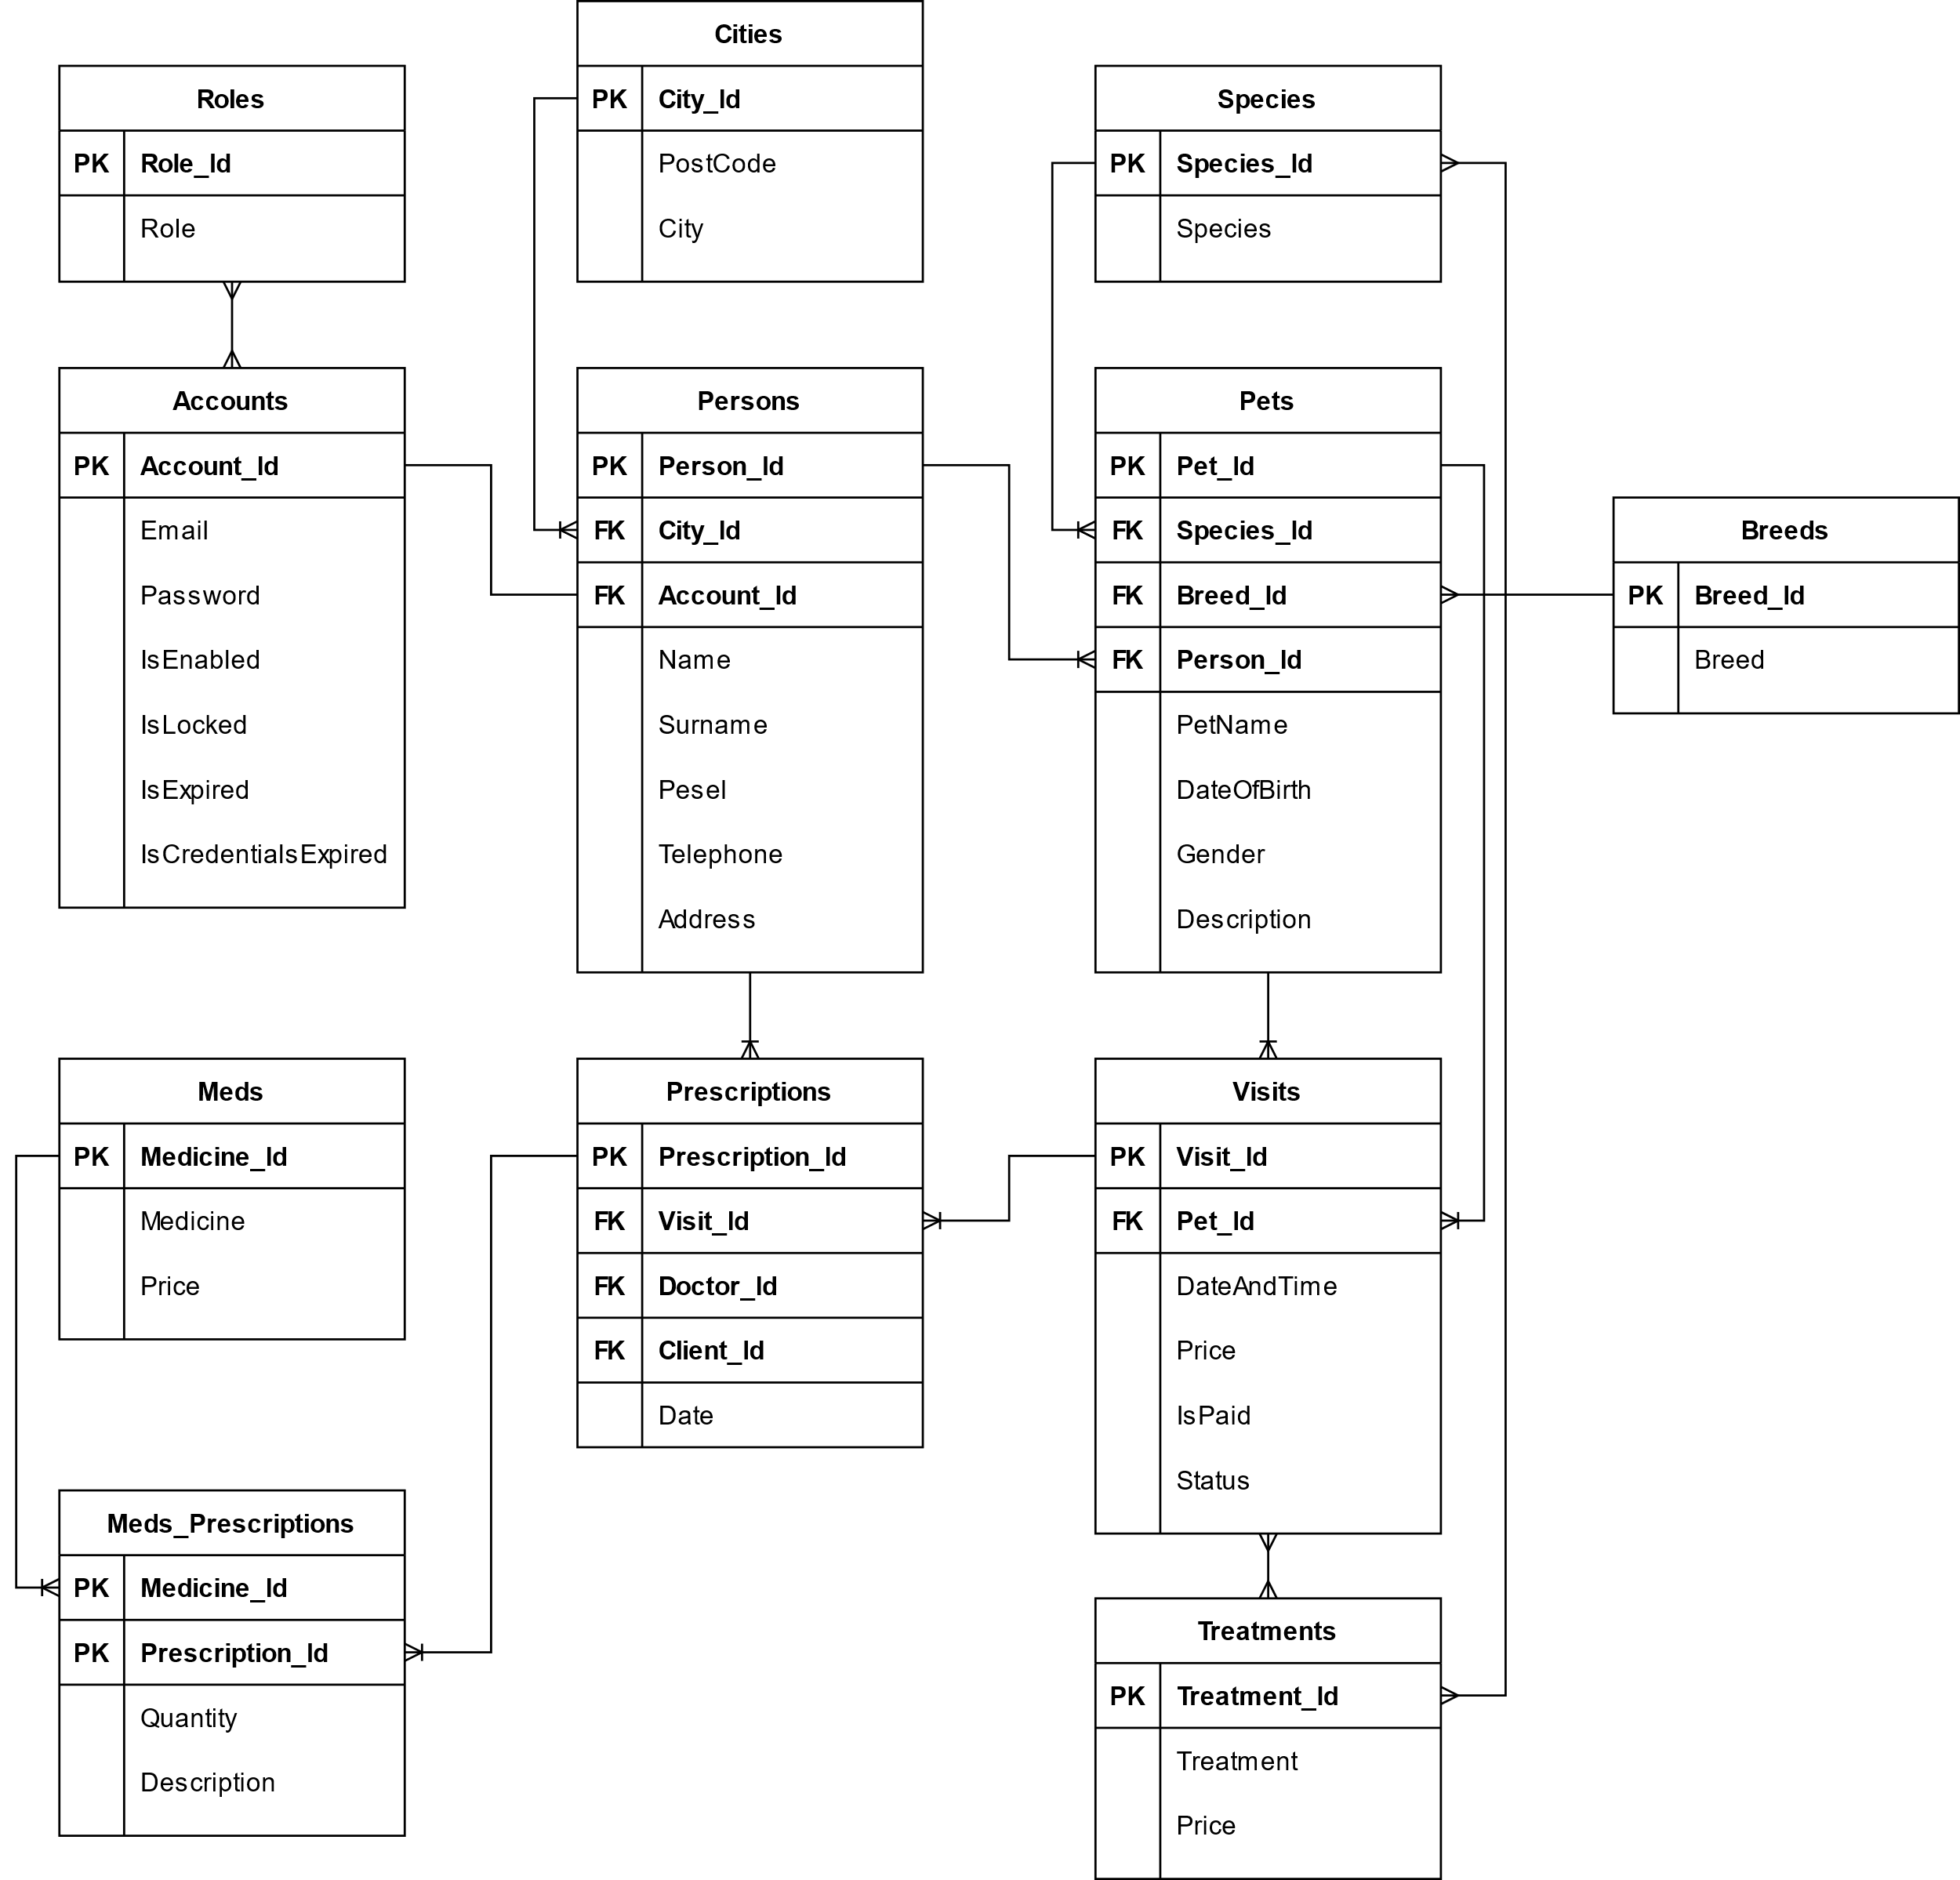 Cities
PK City_Id
PostCode
City
Roles
PK Role_Id
Role
Species
PK Species_Id
Species
Accounts
PK Account_Id
Email
Password
IsEnabled
IsLocked
IsExpired
IsCredentialsExpired
Persons
PK Person_Id
FK City_Id
FK Account_Id
Name
Surname
Pesel
Telephone
Address
Pets
PK Pet_Id
FK Species_Id
FK Breed_Id
FK Person_Id
PetName
DateOfBirth
Gender
Description
Breeds
PK Breed_Id
Breed
Meds
PK Medicine_Id
Medicine
Price
Prescriptions
PK Prescription_Id
FK Visit_Id
FK Doctor_Id
FK Client_Id
Date
Visits
PK Visit_Id
FK Pet_Id
DateAndTime
Price
IsPaid
Status
Meds_Prescriptions
PK Medicine_Id
PK Prescription_Id
Quantity
Description
Treatments
PK Treatment_Id
Treatment
Price